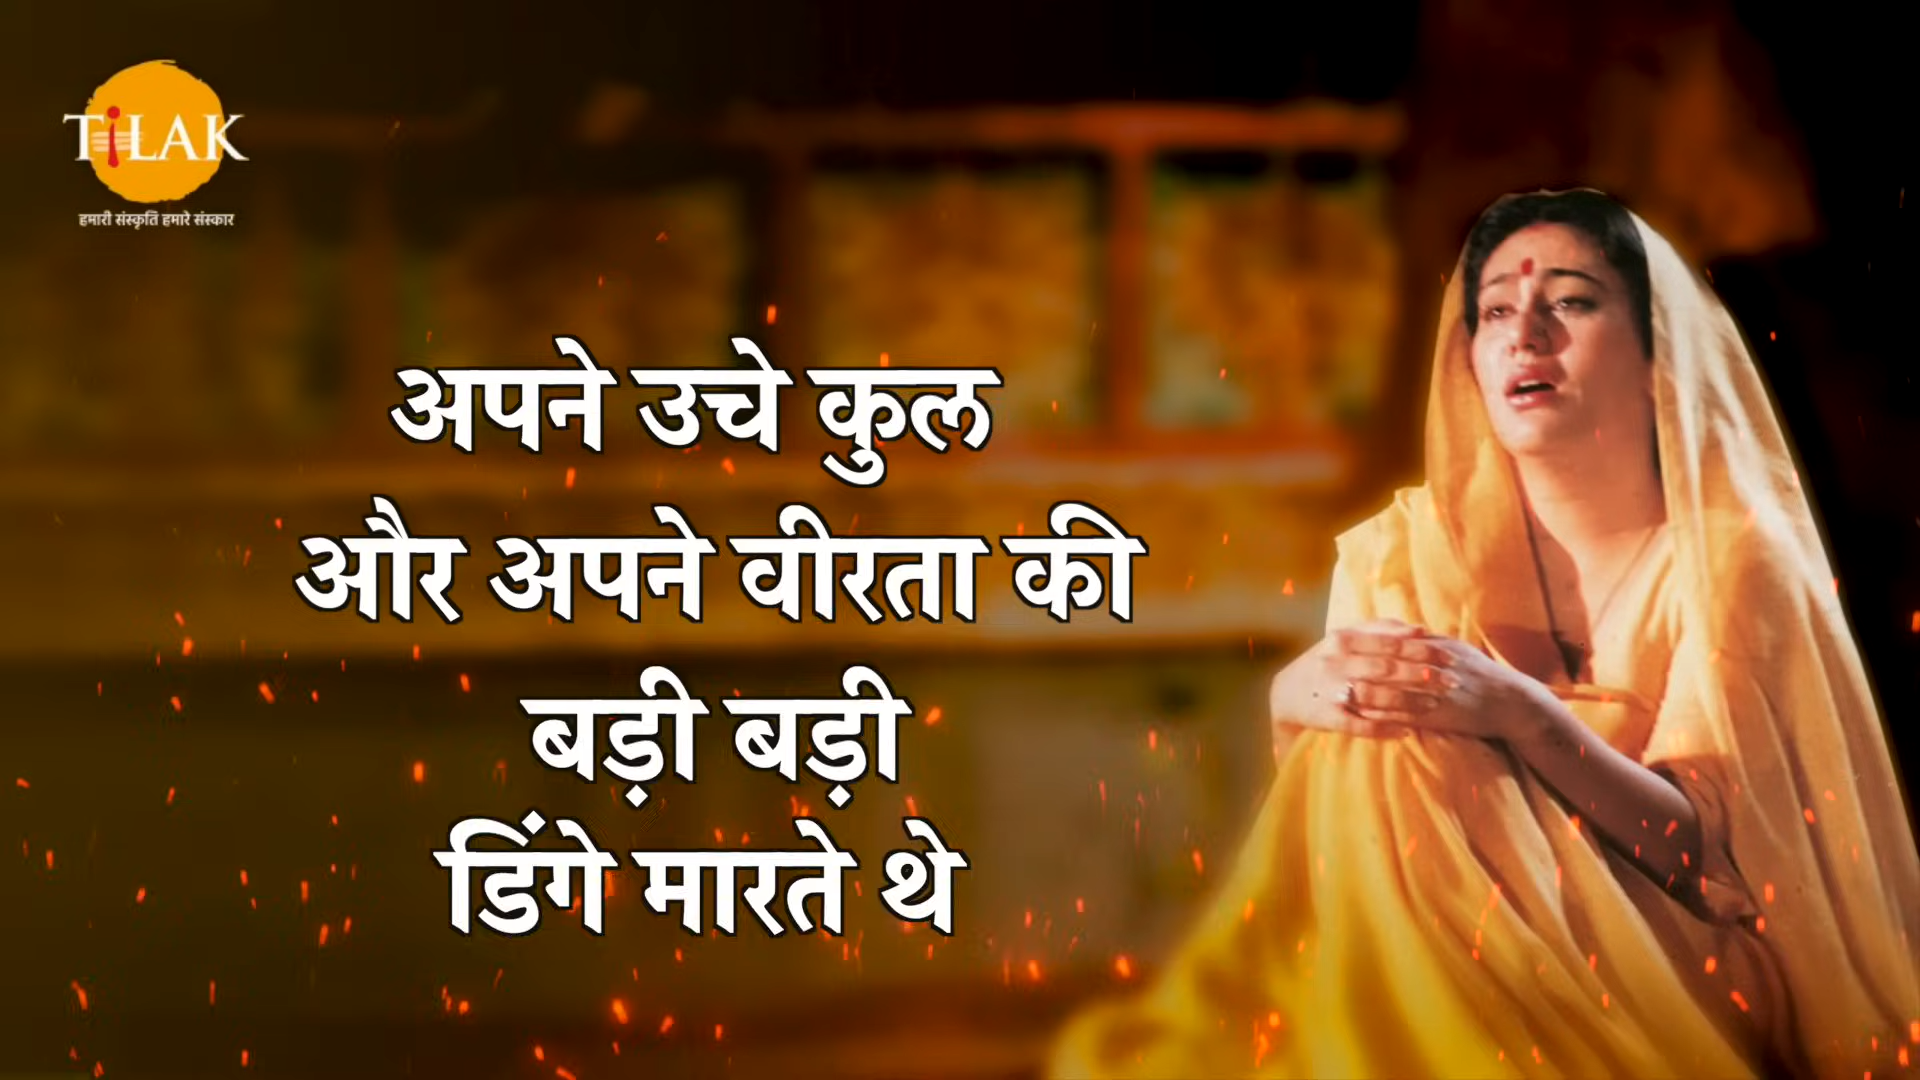 TiLAK
हमारी संस्कृति हमारे संस्कार
अपने उचे कुल
और अपने वीरता की
बड़ी बड़ी
डिंगे मारते थे